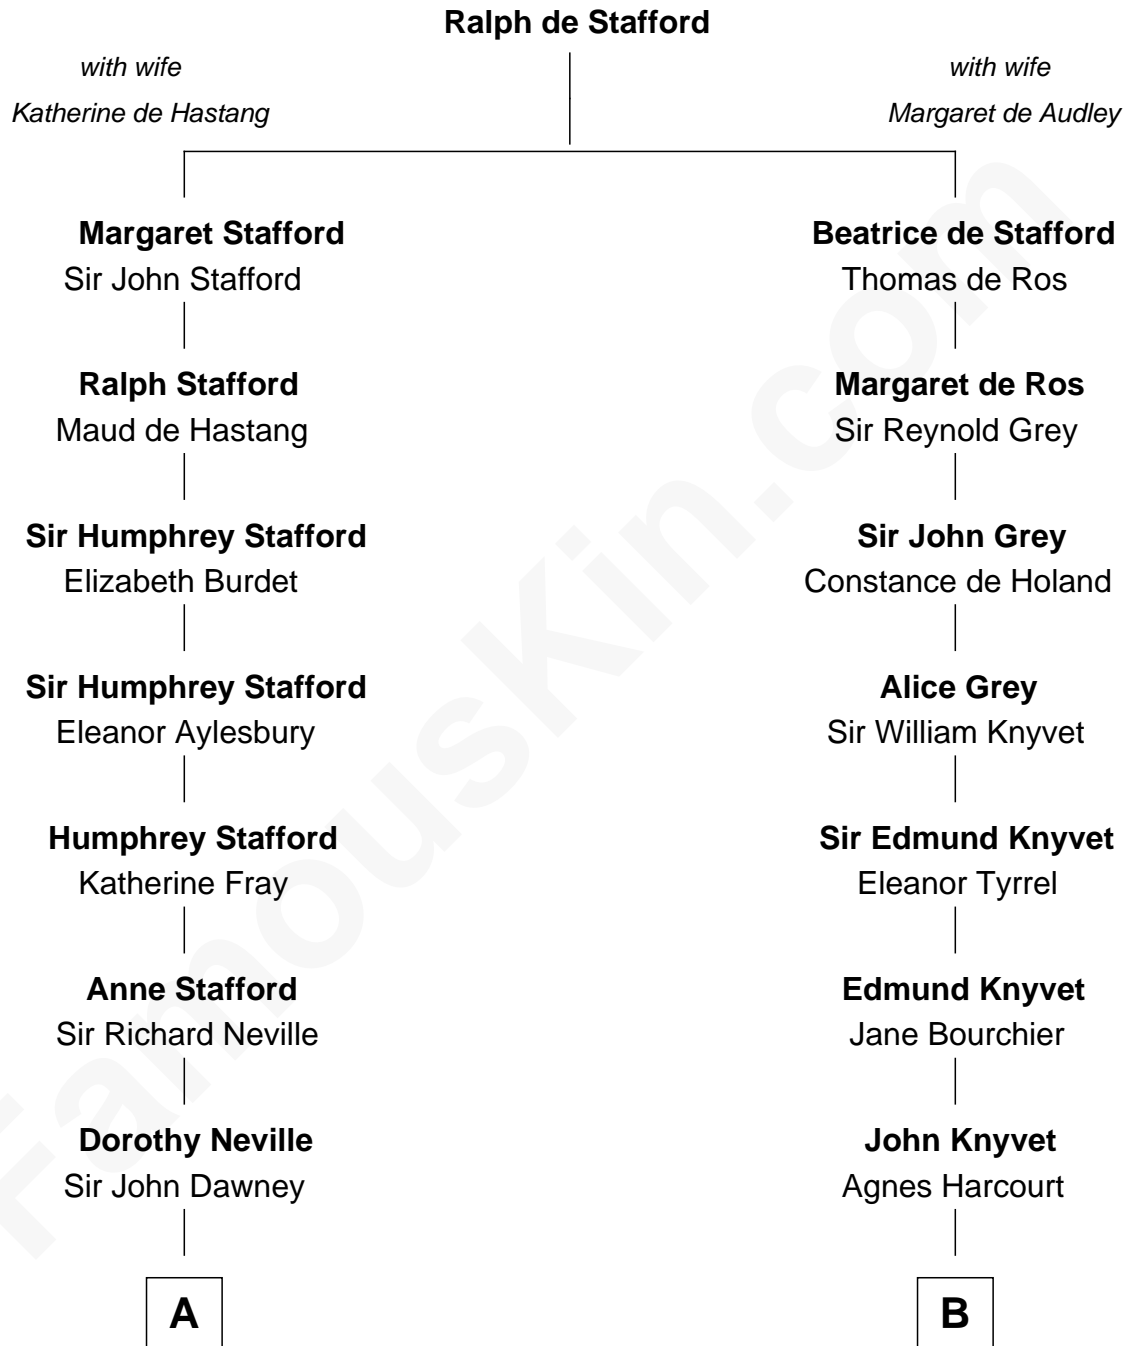 Ralph de Stafford
with wife
Katherine de Hastang
with wife
Margaret de Audley
Margaret Stafford
Sir John Stafford
Beatrice de Stafford
Thomas de Ros
Ralph Stafford
Maud de Hastang
Margaret de Ros
Sir Reynold Grey
Sir Humphrey Stafford
Elizabeth Burdet
Sir John Grey
Constance de Holand
Sir Humphrey Stafford
Eleanor Aylesbury
Alice Grey
Sir William Knyvet
Humphrey Stafford
Katherine Fray
Sir Edmund Knyvet
Eleanor Tyrrel
Anne Stafford
Sir Richard Neville
Edmund Knyvet
Jane Bourchier
Dorothy Neville
Sir John Dawney
John Knyvet
Agnes Harcourt
A
B
FamousKin.com